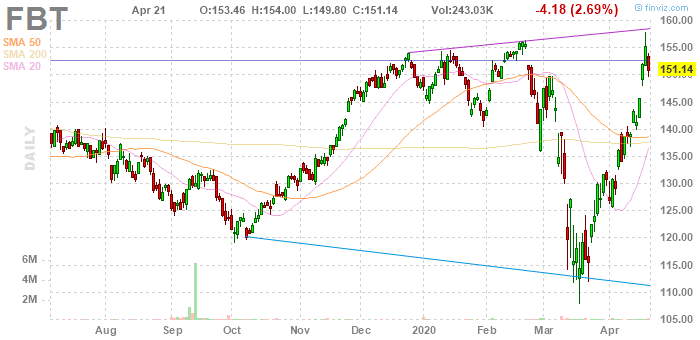 FBT
Apr 21
O:153.46 H:154.00 L:149.80 C:151.14
Vol:243.03K
-4.18 (2.69%)
© finviz.com
SMA 50
SMA 200
SMA 20
DAILY
160.00
155.00
151.14
150.00
145.00
140.00
135.00
130.00
125.00
120.00
115.00
110.00
105.00
6M
4M
2M
Aug Sep Oct Nov Dec 2020 Feb Mar Apr